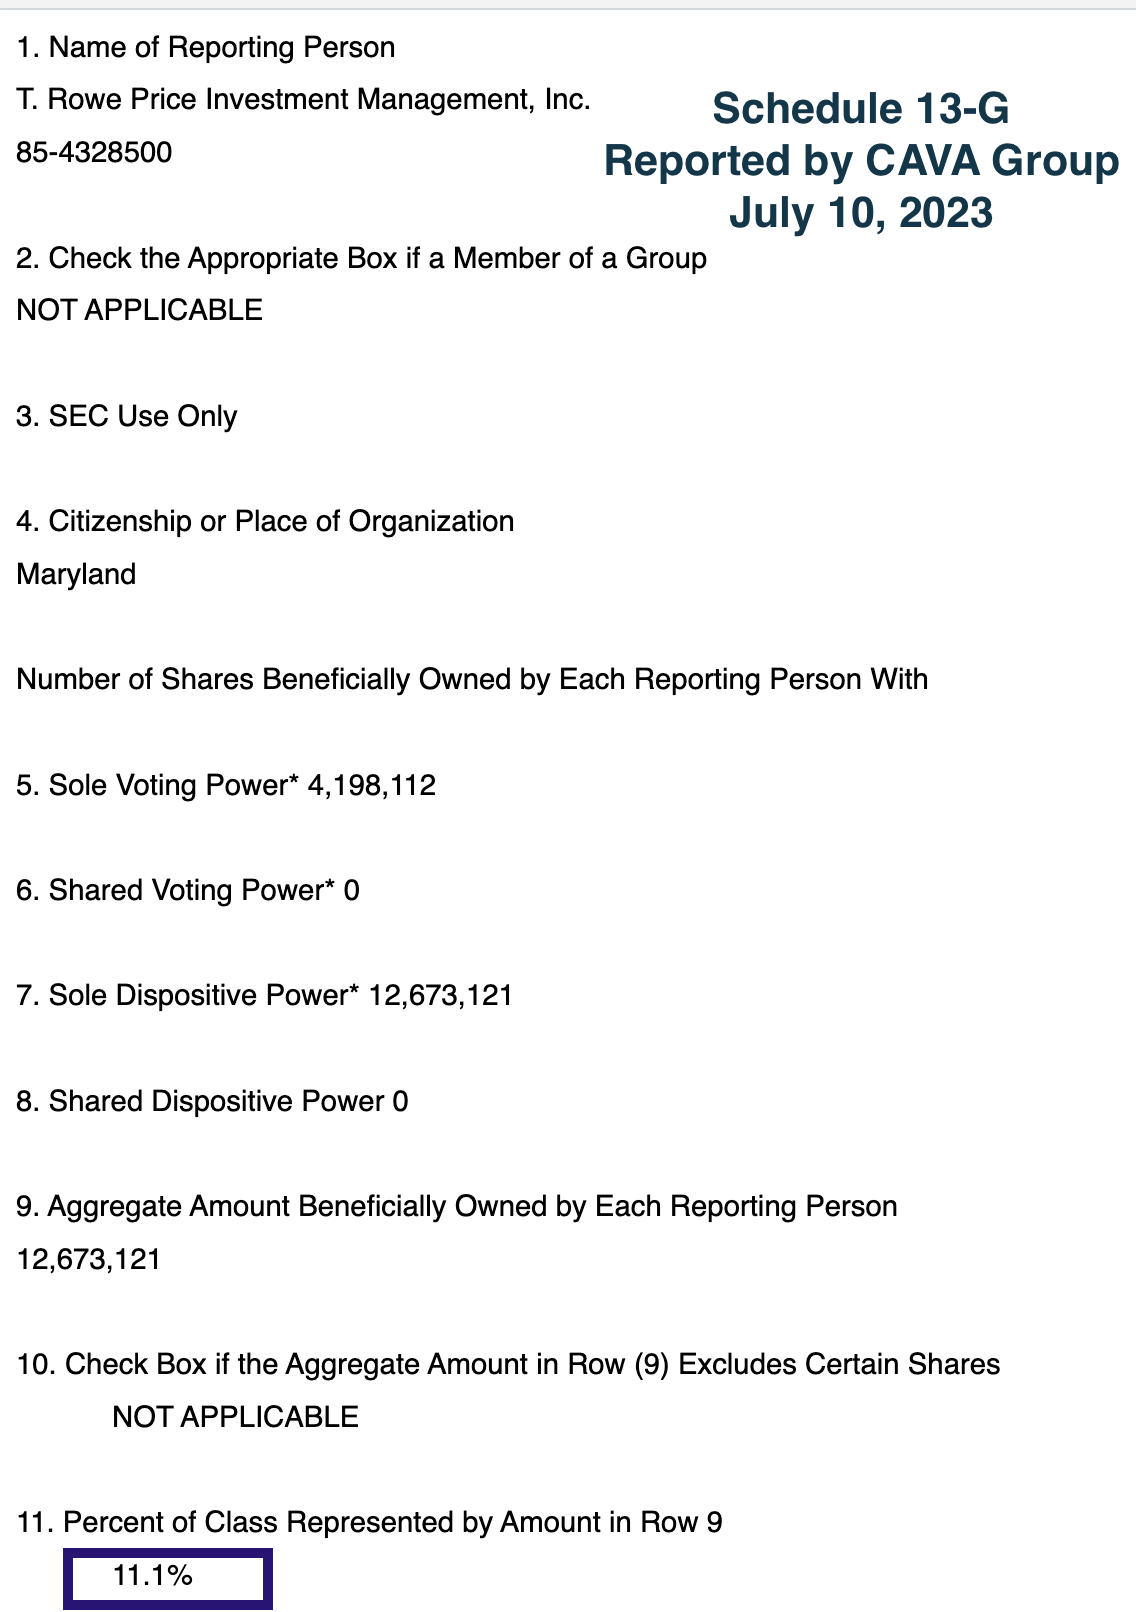 1. Name of Reporting Person
T. Rowe Price Investment Management, Inc.
85-4328500
Schedule 13-G
Reported by CAVA Group
July 10, 2023
2. Check the Appropriate Box if a Member of a Group
NOT APPLICABLE
3. SEC Use Only
4. Citizenship or Place of Organization
Maryland
Number of Shares Beneficially Owned by Each Reporting Person With
5. Sole Voting Power* 4,198,112
6. Shared Voting Power* 0
7. Sole Dispositive Power* 12,673,121
8. Shared Dispositive Power 0
9. Aggregate Amount Beneficially Owned by Each Reporting Person
12,673,121
10. Check Box if the Aggregate Amount in Row (9) Excludes Certain Shares
NOT APPLICABLE
11. Percent of Class Represented by Amount in Row 9
11.1%